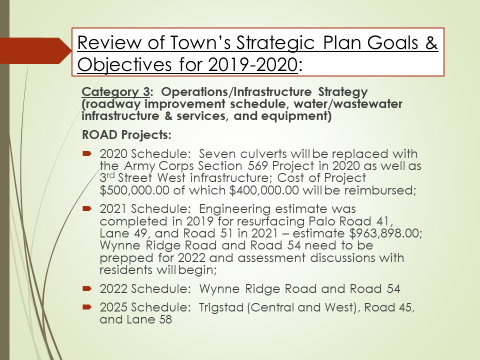 Review of Town's Strategic Plan Goals &
Objectives for 2019-2020:
Category 3:  Operations/Infrastructure Strategy
(roadway improvement schedule, water/wastewater
infrastructure & services, and equipment)
ROAD Projects:
2020 Schedule:  Seven culverts will be replaced with
the Army Corps Section 569 Project in 2020 as well as
3rd Street West infrastructure; Cost of Project
$500,000.00 of which $400,000.00 will be reimbursed;
2021 Schedule:  Engineering estimate was
completed in 2019 for resurfacing Palo Road 41,
Lane 49, and Road 51 in 2021 – estimate $963,898.00;
Wynne Ridge Road and Road 54 need to be
prepped for 2022 and assessment discussions with
residents will begin;
2022 Schedule:  Wynne Ridge Road and Road 54
2025 Schedule:  Trigstad (Central and West), Road 45,
and Lane 58